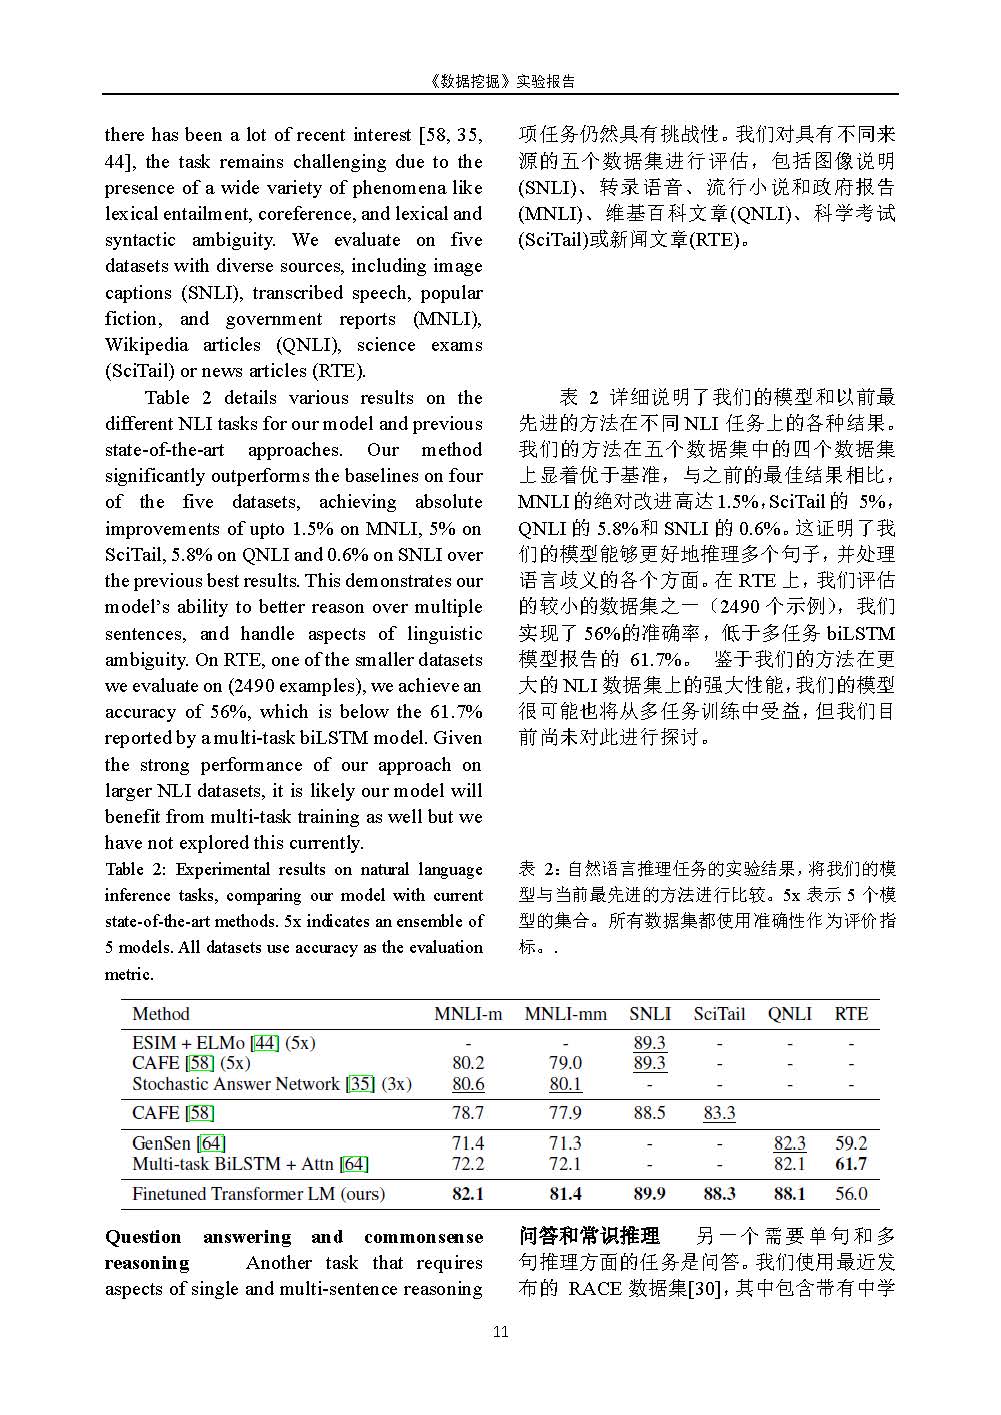 《数据挖掘》实验报告
there has been a lot of recent interest [58, 35,
44], the task remains challenging due to the
presence of a wide variety of phenomena like
lexical entailment, coreference, and lexical and
syntactic ambiguity. We evaluate on five
datasets with diverse sources, including image
captions (SNLI), transcribed speech, popular
fiction, and government reports (MNLI),
Wikipedia articles (QNLI), science exams
(SciTail) or news articles (RTE).
Table 2 details various results on the
different NLI tasks for our model and previous
state-of-the-art approaches. Our method
significantly outperforms the baselines on four
of the five datasets, achieving absolute
improvements of upto 1.5% on MNLI, 5% on
SciTail, 5.8% on QNLI and 0.6% on SNLI over
the previous best results. This demonstrates our
model’s ability to better reason over multiple
sentences, and handle aspects of linguistic
ambiguity. On RTE, one of the smaller datasets
we evaluate on (2490 examples), we achieve an
accuracy of 56%, which is below the 61.7%
reported by a multi-task biLSTM model. Given
the strong performance of our approach on
larger NLI datasets, it is likely our model will
benefit from multi-task training as well but we
have not explored this currently.
Table 2: Experimental results on natural language
inference tasks, comparing our model with current
state-of-the-art methods. 5x indicates an ensemble of
5 models. All datasets use accuracy as the evaluation
metric.
项任务仍然具有挑战性。我们对具有不同来
源的五个数据集进行评估，包括图像说明
(SNLI)、转录语音、流行小说和政府报告
(MNLI)、维基百科文章(QNLI)、科学考试
(SciTail)或新闻文章(RTE)。
表 2 详细说明了我们的模型和以前最
先进的方法在不同 NLI 任务上的各种结果。
我们的方法在五个数据集中的四个数据集
上显着优于基准，与之前的最佳结果相比，
MNLI 的绝对改进高达 1.5%，SciTail 的 5%，
QNLI 的 5.8%和 SNLI 的 0.6%。这证明了我
们的模型能够更好地推理多个句子，并处理
语言歧义的各个方面。在 RTE 上，我们评估
的较小的数据集之一（2490 个示例），我们
实现了 56%的准确率，低于多任务 biLSTM
模型报告的 61.7%。 鉴于我们的方法在更
大的 NLI 数据集上的强大性能，我们的模型
很可能也将从多任务训练中受益，但我们目
前尚未对此进行探讨。
表 2：自然语言推理任务的实验结果，将我们的模
型与当前最先进的方法进行比较。5x 表示 5 个模
型的集合。所有数据集都使用准确性作为评价指
标。.
Method MNLI-m MNLI-mm SNLI SciTail QNLI RTE
ESIM + ELMo [44] (5x) - - 89.3 - - -
CAFE [58] (5x) 80.2 79.0 89.3 - - -
Stochastic Answer Network [35] (3x) 80.6 80.1 - - - -
CAFE [58] 78.7 77.9 88.5 83.3
GenSen [64] 71.4 71.3 - - 82.3 59.2
Multi-task BiLSTM + Attn [64] 72.2 72.1 - - 82.1 61.7
Finetuned Transformer LM (ours) 82.1 81.4 89.9 88.3 88.1 56.0
Question answering and commonsense
reasoning Another task that requires
aspects of single and multi-sentence reasoning
问答和常识推理 另一个需要单句和多
句推理方面的任务是问答。我们使用最近发
布的 RACE 数据集[30]，其中包含带有中学
11